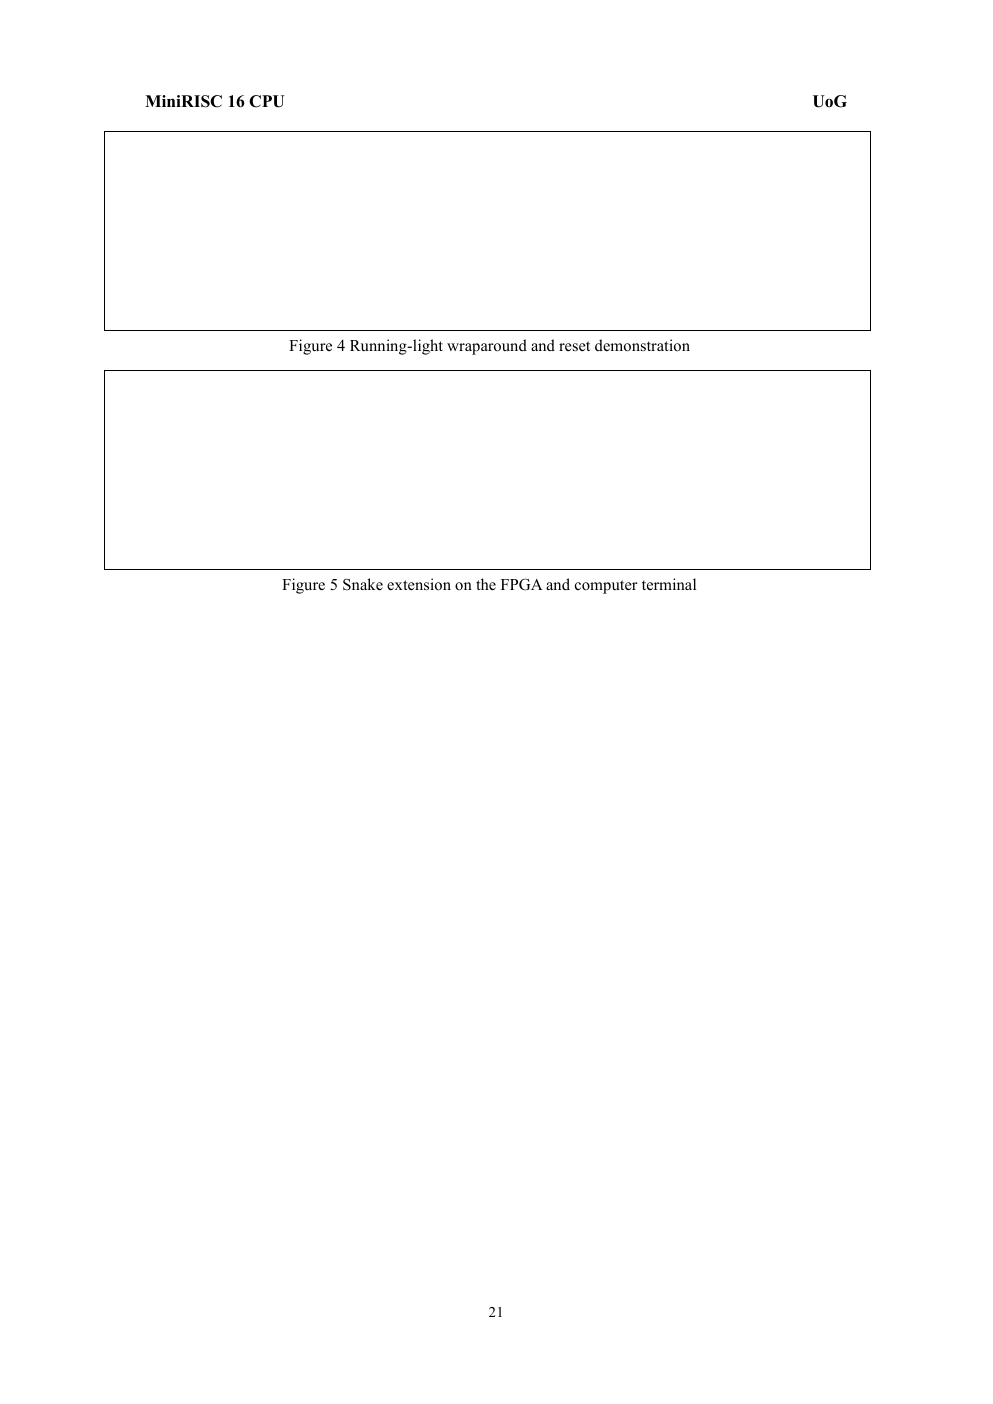 MiniRISC 16 CPU UoG
Figure 4 Running-light wraparound and reset demonstration
Figure 5 Snake extension on the FPGA and computer terminal
21